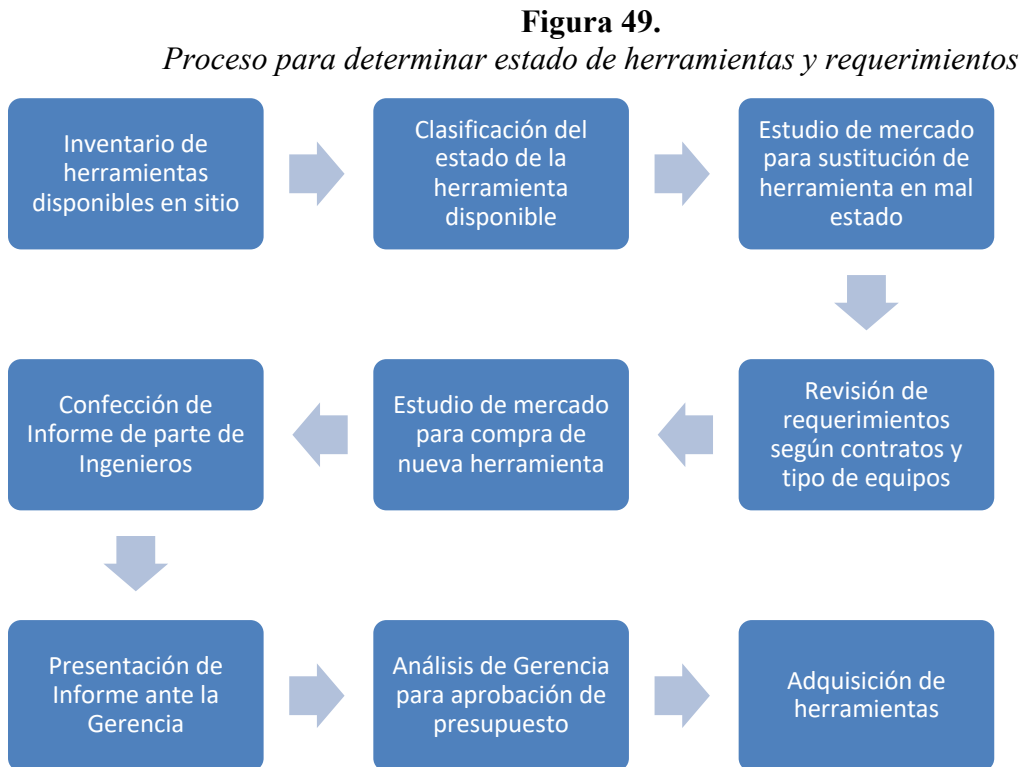 Figura 49.
Proceso para determinar estado de herramientas y requerimientos
Inventario de
herramientas
disponibles en sitio
Clasificación del
estado de la
herramienta
disponible
Estudio de mercado
para sustitución de
herramienta en mal
estado
Revisión de
requerimientos
según contratos y
tipo de equipos
Estudio de mercado
para compra de
nueva herramienta
Confección de
Informe de parte de
Ingenieros
Presentación de
Informe ante la
Gerencia
Análisis de Gerencia
para aprobación de
presupuesto
Adquisición de
herramientas